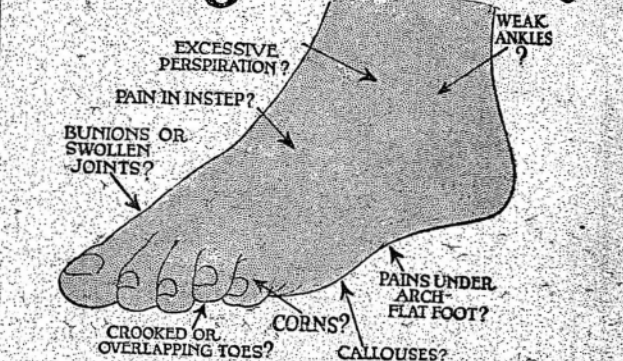 WEAK
ANKLES
?
EXCESSIVE
PERSPIRATION?
PAIN IN INSTEP?
BUNIONS OR
SWOLLEN
JOINTS?
PAINS UNDER
ARCH-
FLAT FOOT?
CORNS?
CROOKED OR
OVERLAPPING TOES?
CALLOUSES?